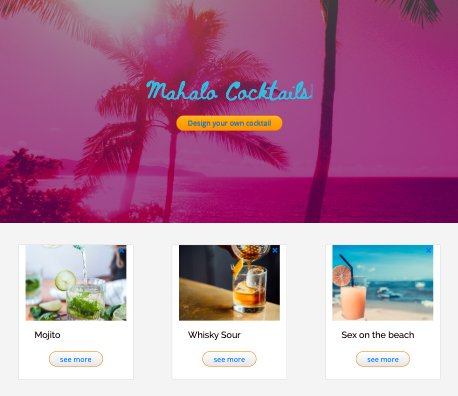 Mahalo Cocktails!
Design your own cocktail
Mojito
Whisky Sour
Sex on the beach
see more
see more
see more